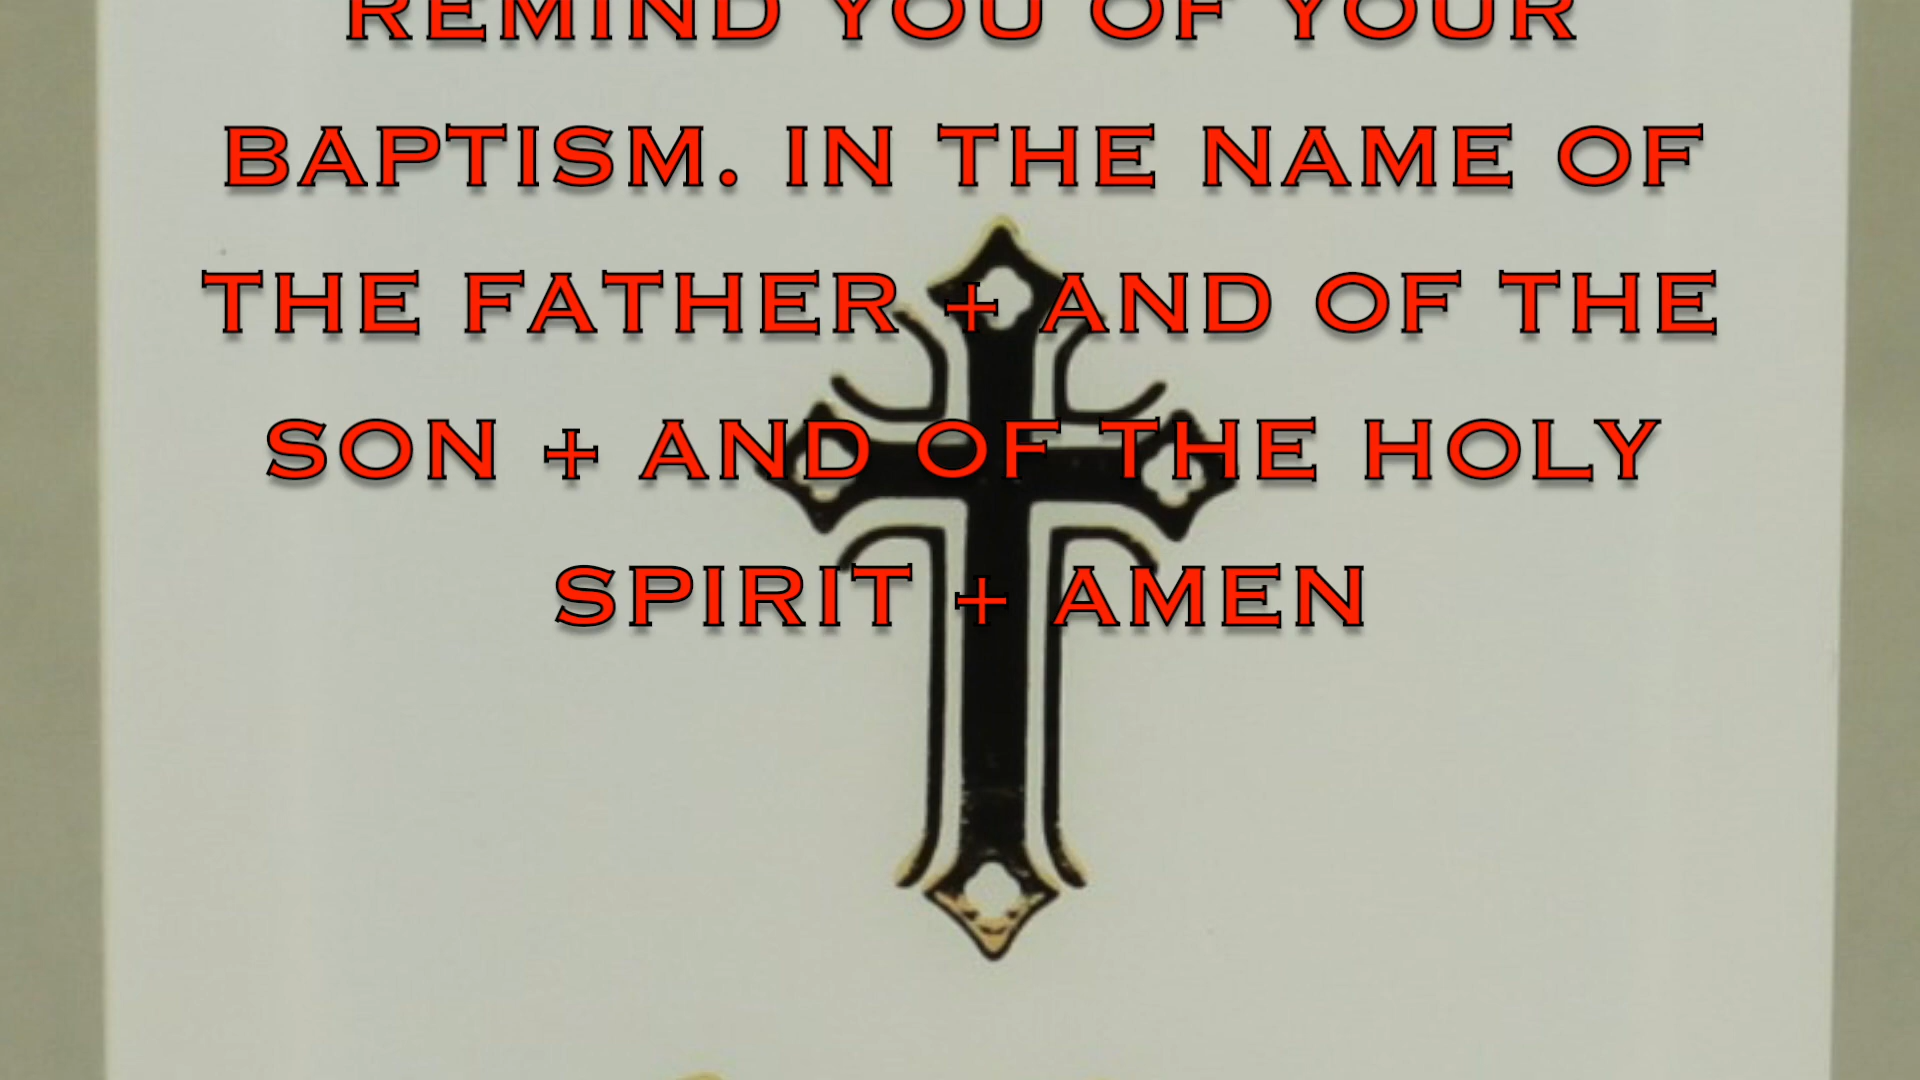 REMIND YOU OF YOUR
BAPTISM. IN THE NAME OF
THE FATHER + AND OF THE
SON + AND OF THE HOLY
SPIRIT + AMEN